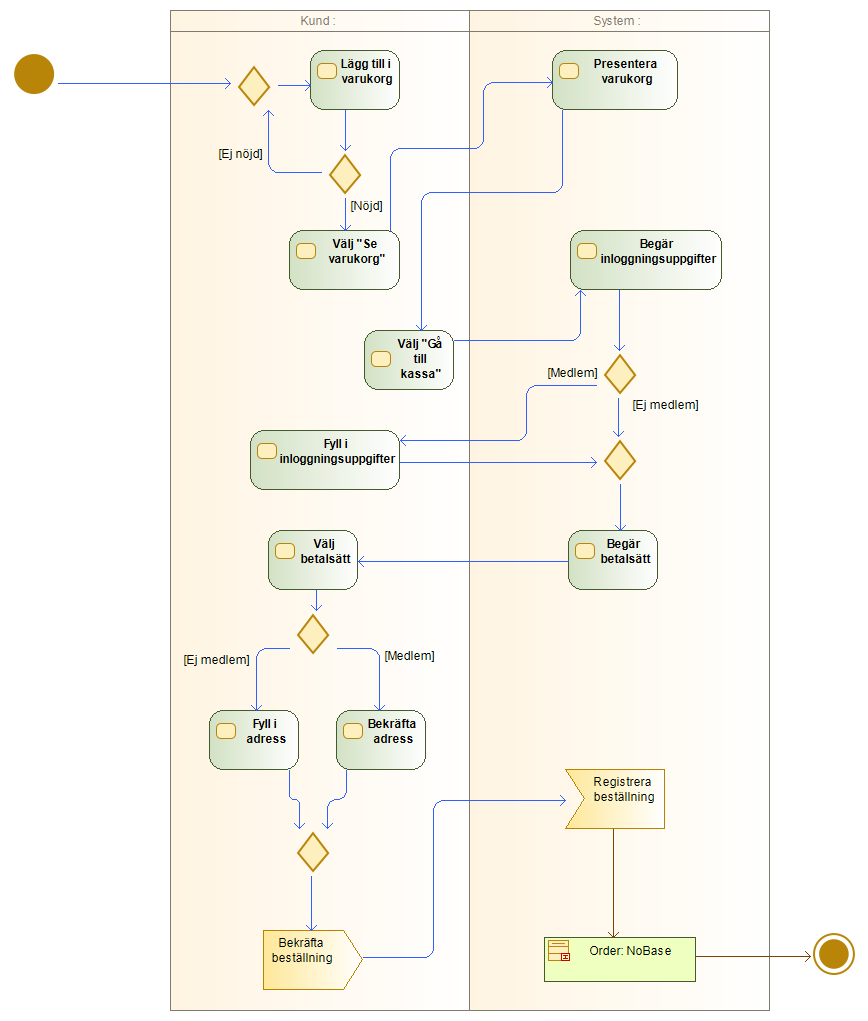 Kund :
System :
Lägg till i
varukorg
Presentera
varukorg
[Ej nöjd]
[Nöjd]
Välj "Se
varukorg"
Begär
inloggningsuppgifter
Välj "Gå
till
kassa"
[Medlem]
[Ej medlem]
Fyll i
inloggningsuppgifter
Välj
betalsätt
Begär
betalsätt
[Ej medlem]
[Medlem]
Fyll i
adress
Bekräfta
adress
Registrera
beställning
Bekräfta
beställning
Order: NoBase